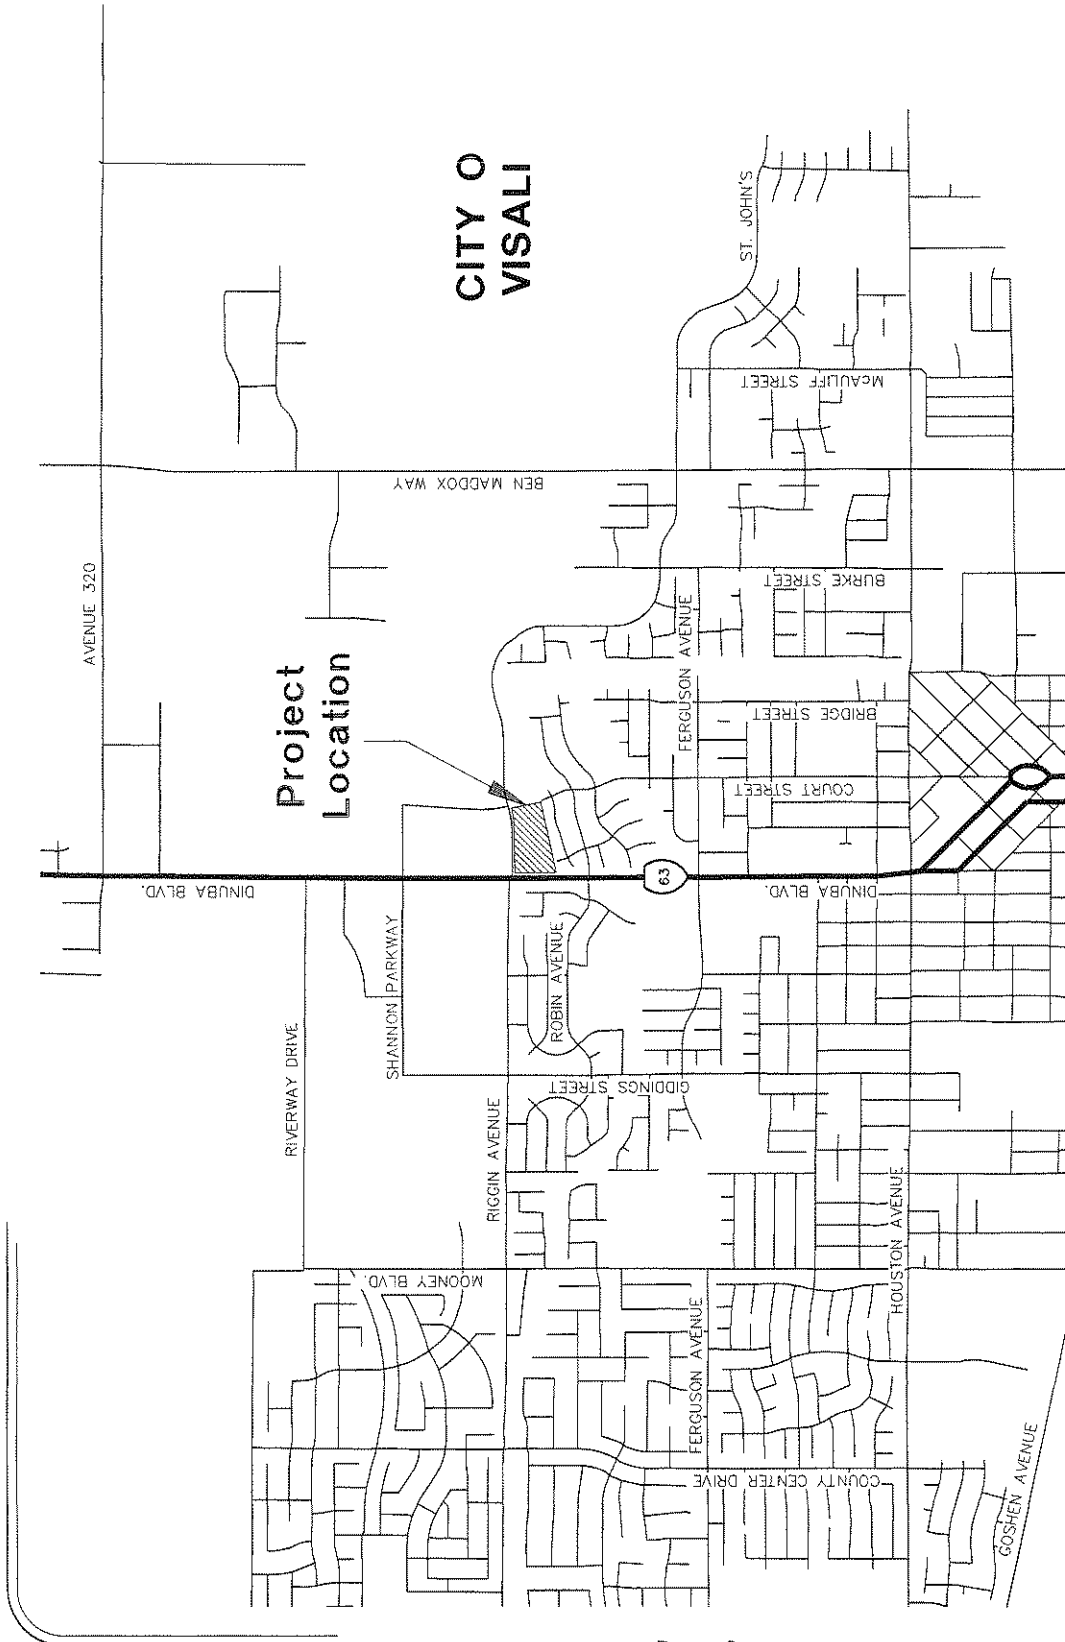 CITY O
VISALI
Project
Location
AVENUE 320
RIVERWAY DRIVE
SHANNON PARKWAY
RIGGIN AVENUE
ROBIN AVENUE
FERGUSON AVENUE
FERGUSON AVENUE
HOUSTON AVENUE
GOSHEN AVENUE
ST. JOHN'S
McAULIFF STREET
BEN MADDOX WAY
BURKE STREET
BRIDGE STREET
COURT STREET
DINUBA BLVD.
63
DINUBA BLVD.
GIDDINGS STREET
MOONEY BLVD.
COUNTY CENTER DRIVE